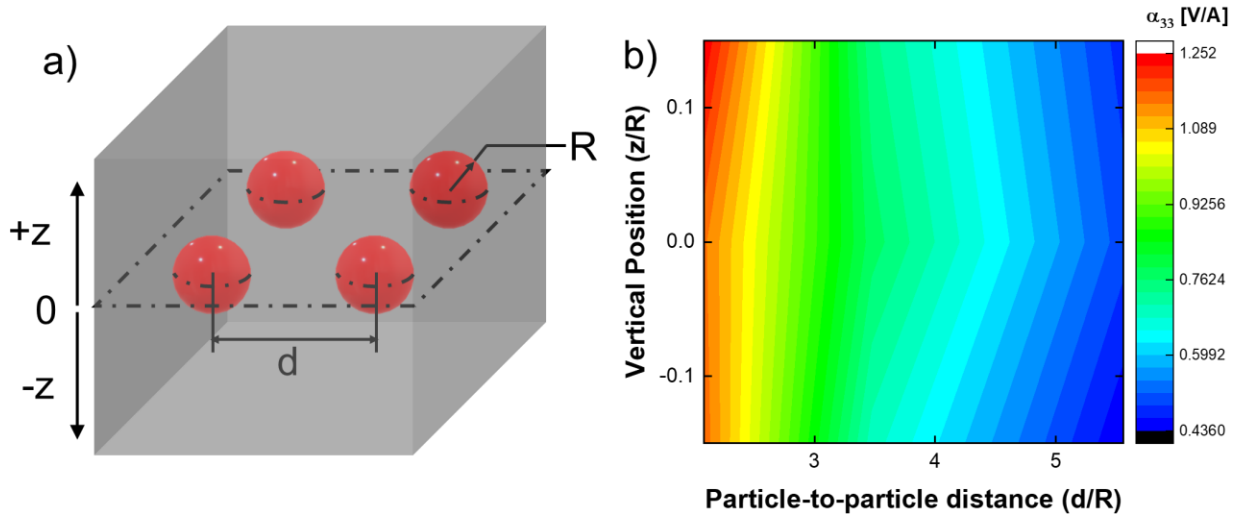 a)
+z
0
-z
d
R
b)
Vertical Position (z/R)
0.1
0.0
-0.1
3
4
5
Particle-to-particle distance (d/R)
α33 [V/A]
1.252
1.089
0.9256
0.7624
0.5992
0.4360